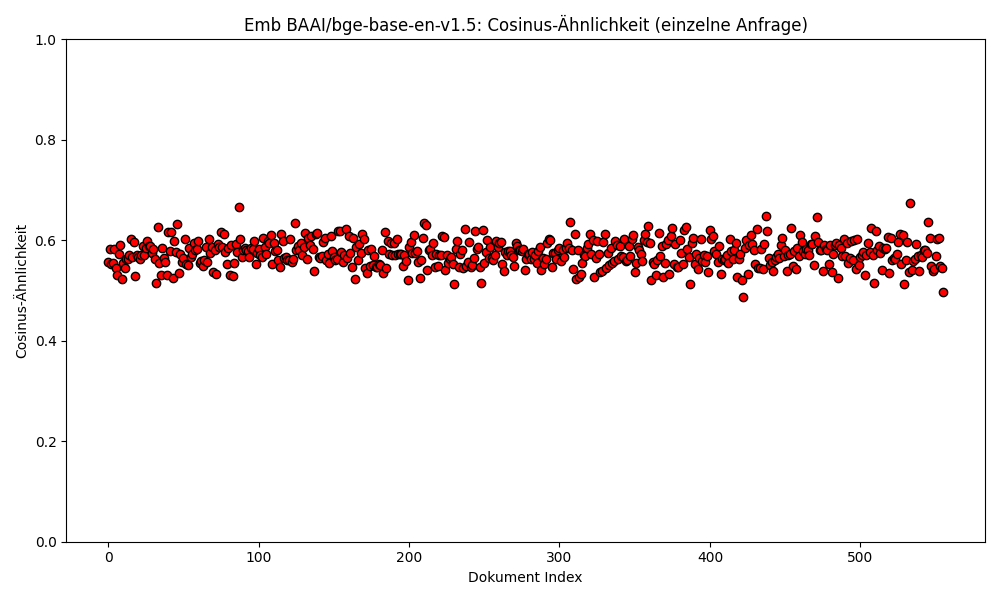 Emb BAAI/bge-base-en-v1.5: Cosinus-Ähnlichkeit (einzelne Anfrage)
1.0
0.8
0.6
0.4
0.2
0.0
Cosinus-Ähnlichkeit
0 100 200 300 400 500
Dokument Index